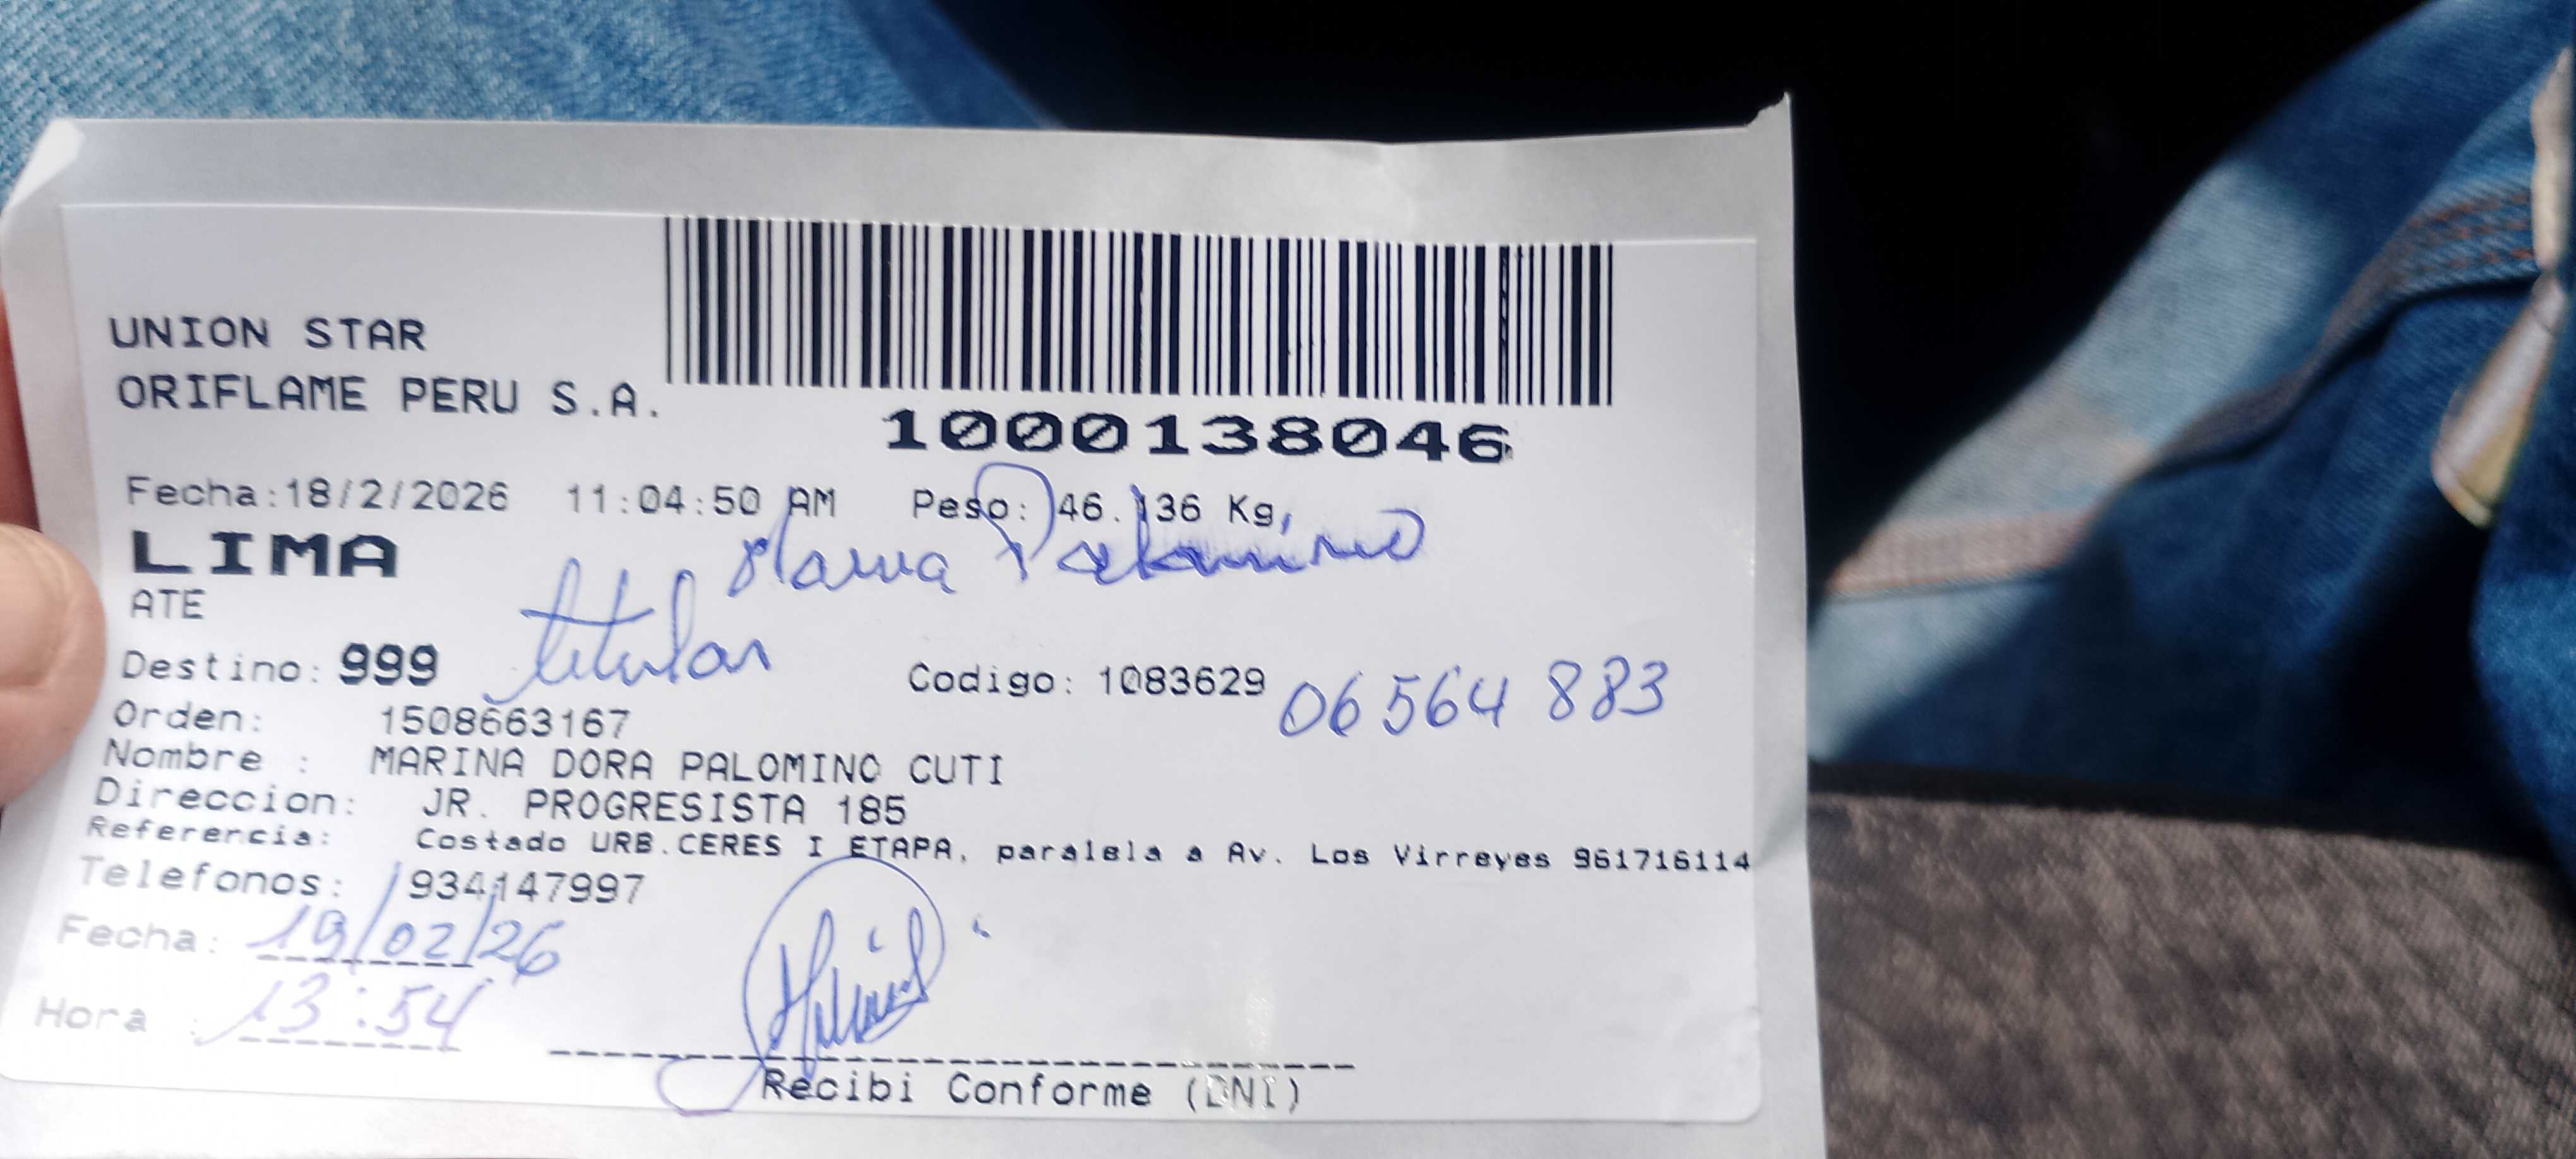 UNION STAR
ORIFLAME PERU S.A.
1000138046
Fecha:18/2/2026 11:04:50 AM Peso: 46.136 Kg,
LIMA
Palomino
ATE
titular
Destino: 999 Codigo: 1083629 06564883
Orden: 1508663167
Nombre : MARINA DORA PALOMINO CUTI
Direccion: JR. PROGRESISTA 185
Referencia: Costado URB.CERES I ETAPA, paralela a Av. Los Virreyes 961716114
Telefonos: 934147997
Fecha: 19/02/26
Hora : 13:54
Recibi Conforme (DNI)